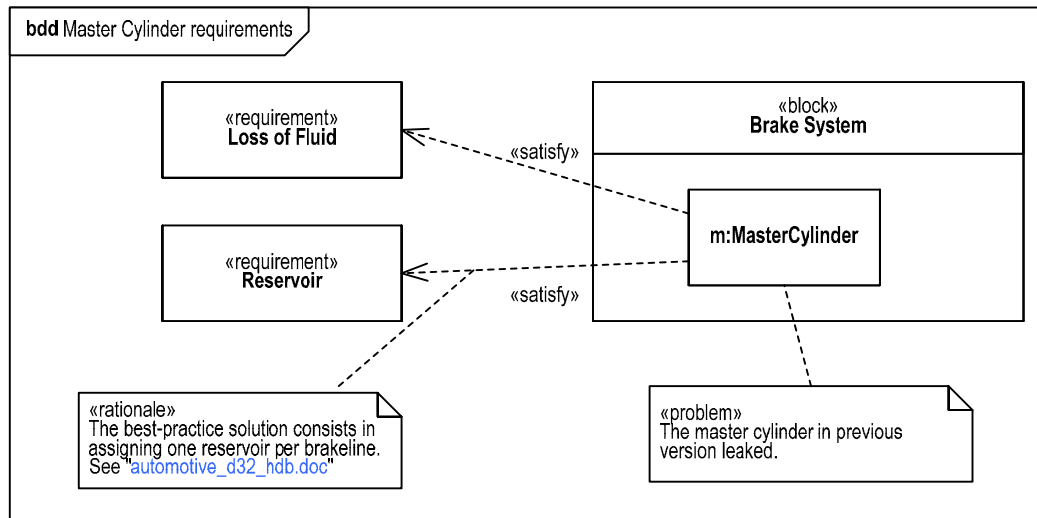 bdd Master Cylinder requirements
«requirement»
Loss of Fluid
«block»
Brake System
«satisfy»
m:MasterCylinder
«requirement»
Reservoir
«satisfy»
«rationale»
The best-practice solution consists in
assigning one reservoir per brakeline.
See "automotive_d32_hdb.doc"
«problem»
The master cylinder in previous
version leaked.